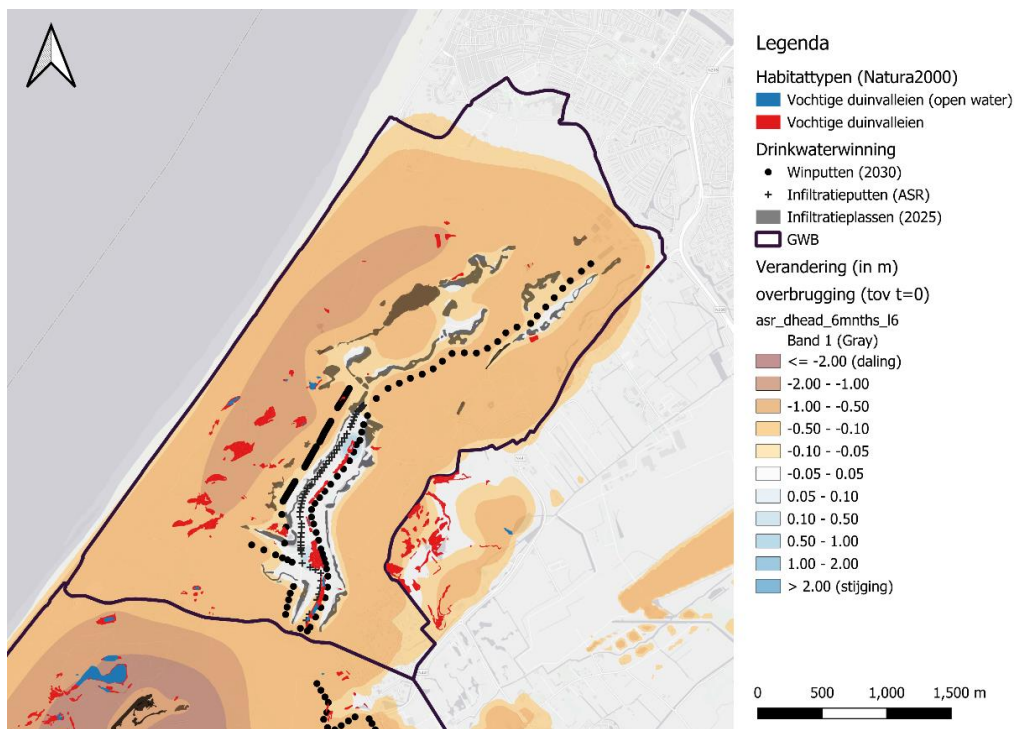 Legenda
Habitattypen (Natura2000)
Vochtige duinvalleien (open water)
Vochtige duinvalleien
Drinkwaterwinning
Winputten (2030)
Infiltratieputten (ASR)
Infiltratieplassen (2025)
GWB
Verandering (in m)
overbrugging (tov t=0)
asr_dhead_6mnths_l6
Band 1 (Gray)
<= -2.00 (daling)
-2.00 - -1.00
-1.00 - -0.50
-0.50 - -0.10
-0.10 - -0.05
-0.05 - 0.05
0.05 - 0.10
0.10 - 0.50
0.50 - 1.00
1.00 - 2.00
> 2.00 (stijging)
0 500 1,000 1,500 m